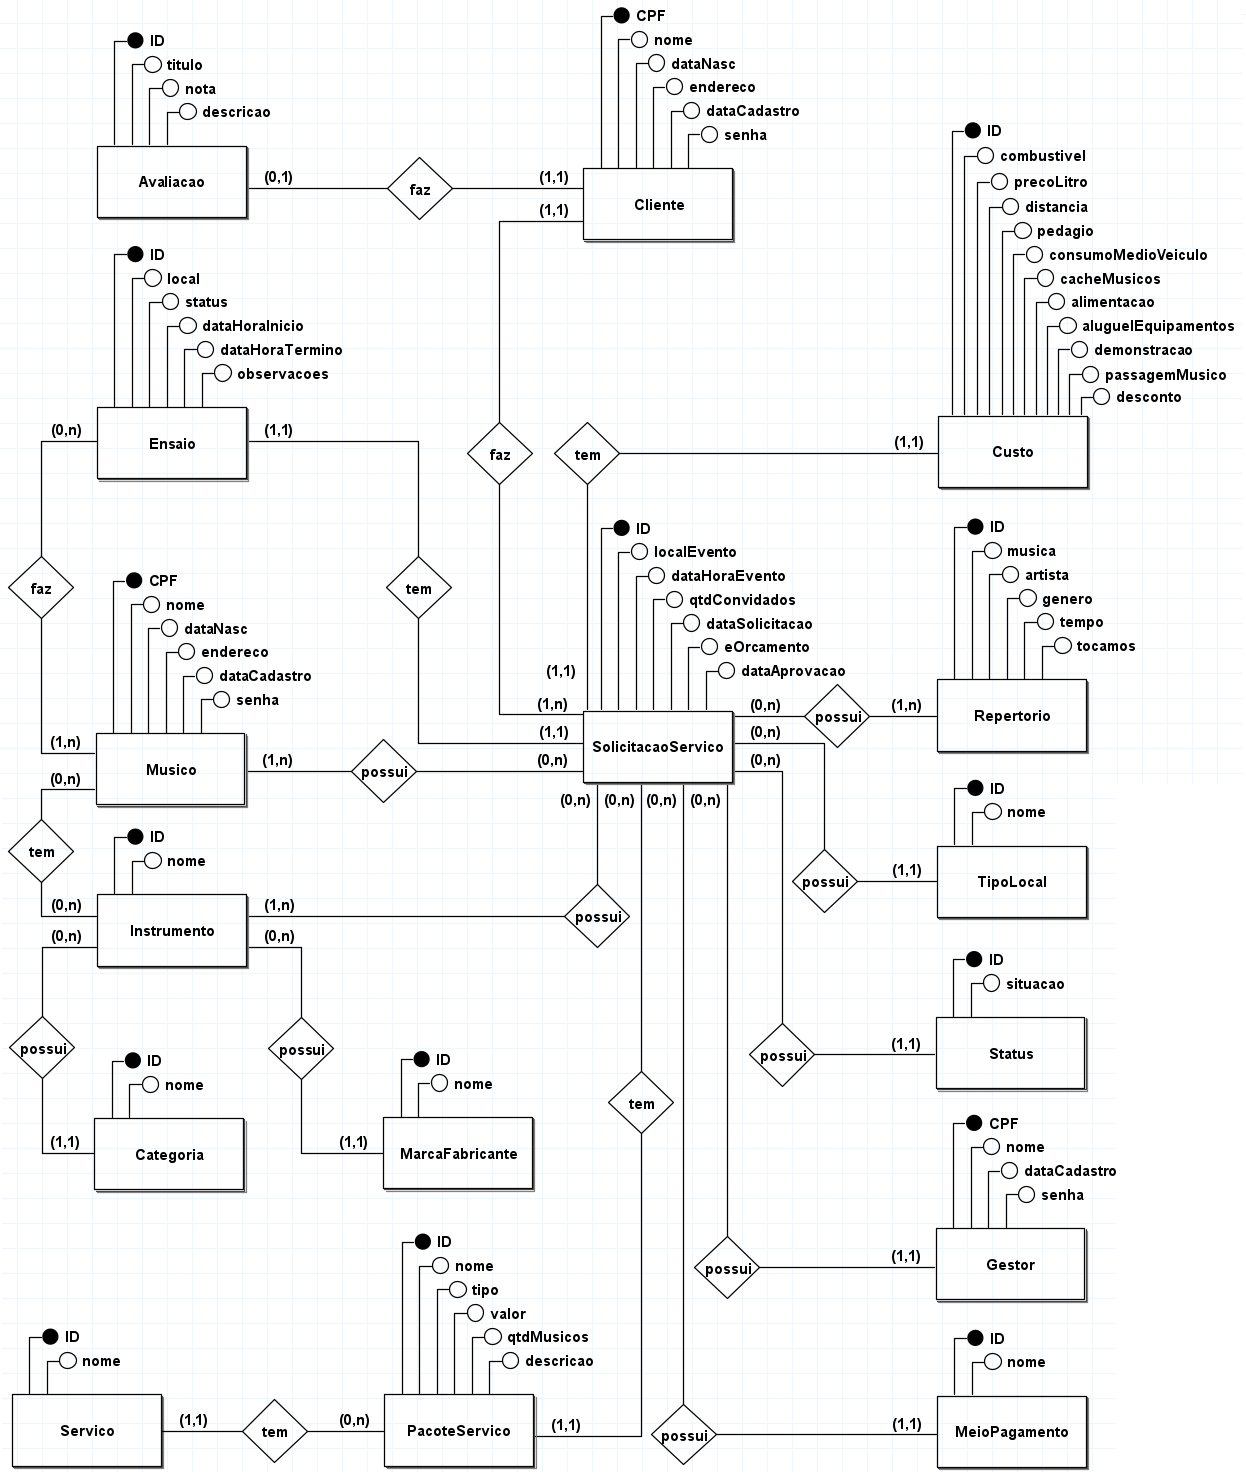 CPF
nome
dataNasc
endereco
dataCadastro
senha
Cliente
ID
titulo
nota
descricao
Avaliacao
(0,1)
faz
(1,1)
(1,1)
ID
combustivel
precoLitro
distancia
pedagio
consumoMedioVeiculo
cacheMusicos
alimentacao
aluguelEquipamentos
demonstracao
passagemMusico
desconto
Custo
(1,1)
tem
faz
ID
local
status
dataHoraInicio
dataHoraTermino
observacoes
Ensaio
(0,n)
(1,1)
faz
tem
CPF
nome
dataNasc
endereco
dataCadastro
senha
Musico
(1,n)
(0,n)
(1,n)
possui
(0,n)
ID
localEvento
dataHoraEvento
qtdConvidados
dataSolicitacao
eOrcamento
dataAprovacao
SolicitacaoServico
(1,1)
(1,n)
(1,1)
(0,n)
(0,n)
(0,n)
(0,n) (0,n) (0,n) (0,n)
possui
(1,n)
ID
musica
artista
genero
tempo
tocamos
Repertorio
ID
nome
TipoLocal
(1,1)
possui
tem
ID
nome
Instrumento
(0,n)
(0,n)
(1,n)
(0,n)
possui
ID
situacao
Status
(1,1)
possui
possui
possui
ID
nome
Categoria
(1,1)
ID
nome
MarcaFabricante
(1,1)
tem
CPF
nome
dataCadastro
senha
Gestor
(1,1)
possui
ID
nome
tipo
valor
qtdMusicos
descricao
PacoteServico
(0,n)
(1,1)
ID
nome
Servico
(1,1)
tem
possui
(1,1)
ID
nome
MeioPagamento